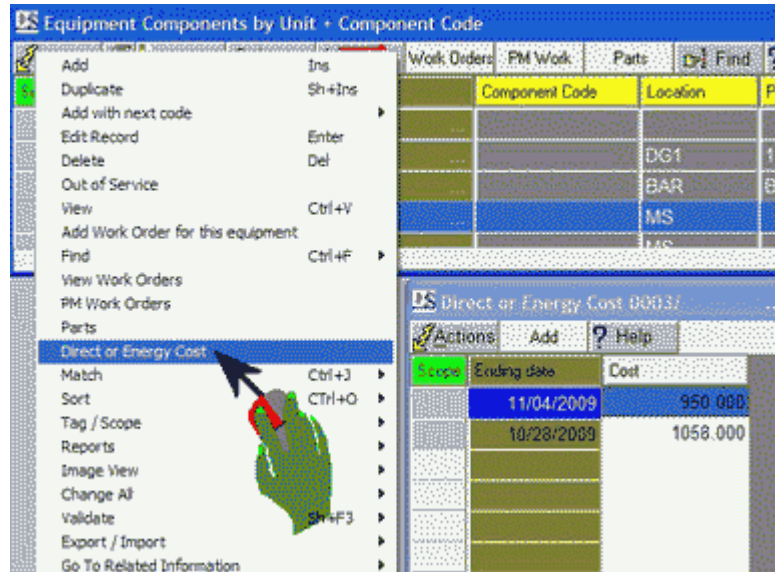 Equipment Components by Unit + Component Code
Work Orders PM Work Parts Find
Component Code Location
Add Ins
Duplicate Sh+Ins
Add with next code
Edit Record Enter
Delete Del
Out of Service
View Ctrl+V
Add Work Order for this equipment
Find Ctrl+F
View Work Orders
PM Work Orders
Parts
Direct or Energy Cost
Match Ctrl+J
Sort CTrl+O
Tag / Scope
Reports
Image View
Change All
Validate Sh+F3
Export / Import
Go To Related Information
...
... DG1 1
... BAR B
... MS
... MS
Direct or Energy Cost 0003/
Actions Add ? Help
Scope Ending date Cost
11/04/2009 950.000
10/28/2009 1058.000